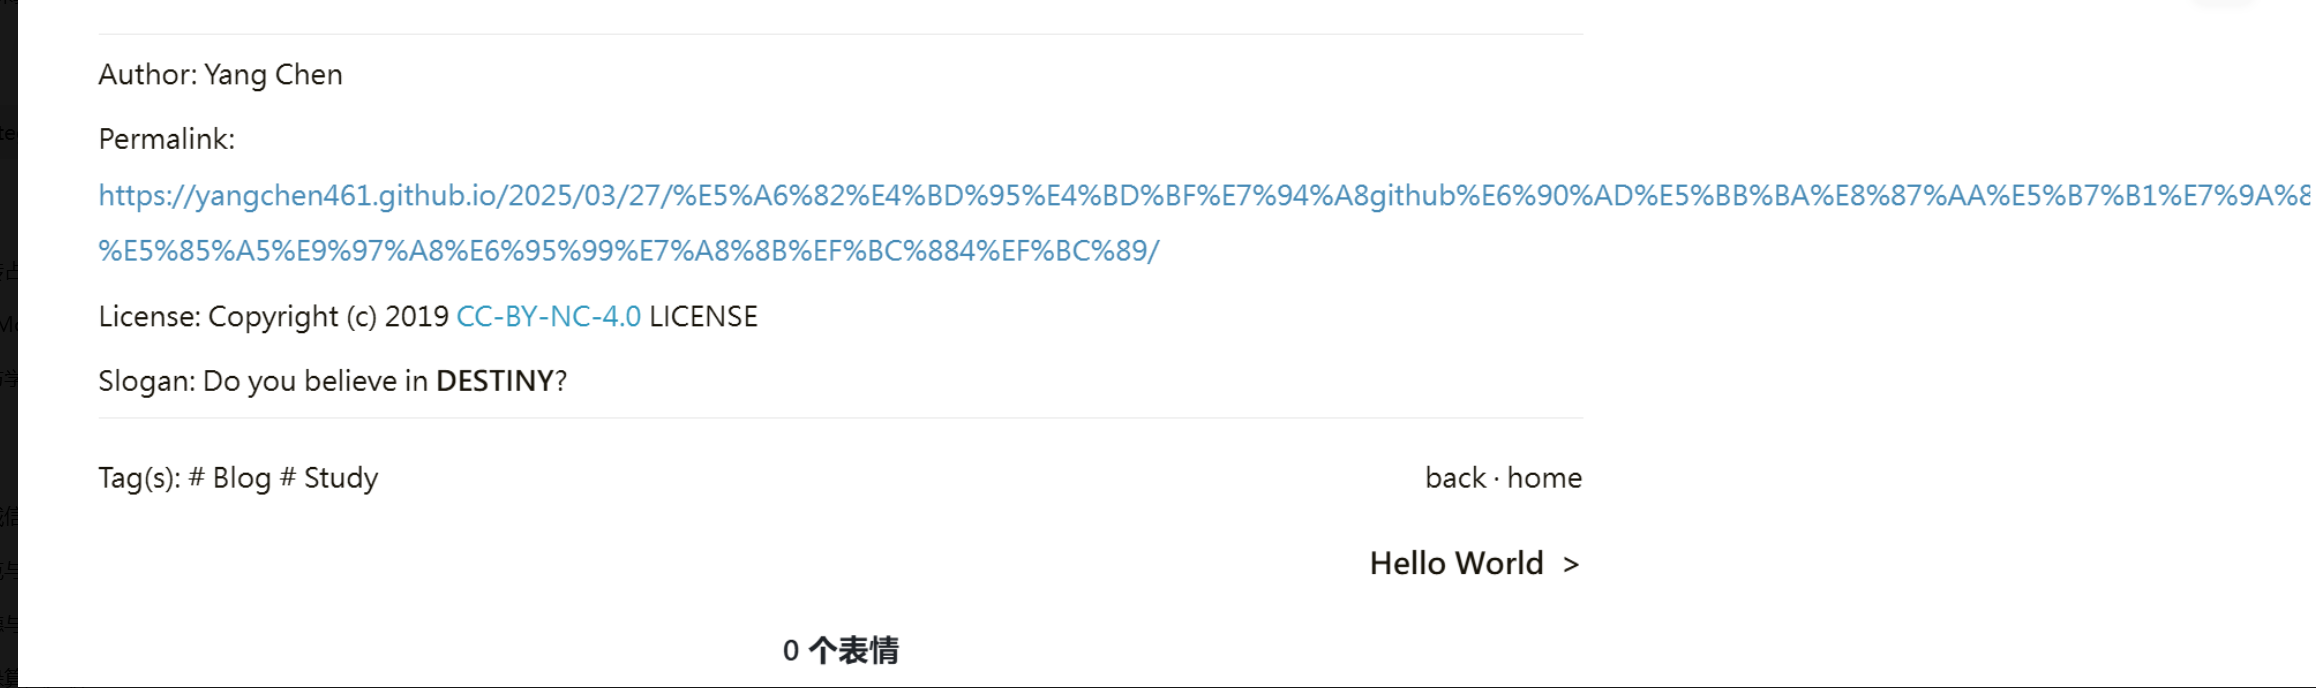 Author: Yang Chen
Permalink:
https://yangchen461.github.io/2025/03/27/%E5%A6%82%E4%BD%95%E4%BD%BF%E7%94%A8github%E6%90%AD%E5%BB%BA%E8%87%AA%E5%B7%B1%E7%9A%8
%E5%85%A5%E9%97%A8%E6%95%99%E7%A8%8B%EF%BC%884%EF%BC%89/
License: Copyright (c) 2019 CC-BY-NC-4.0 LICENSE
Slogan: Do you believe in DESTINY?
Tag(s): # Blog # Study
back · home
Hello World >
0 个表情